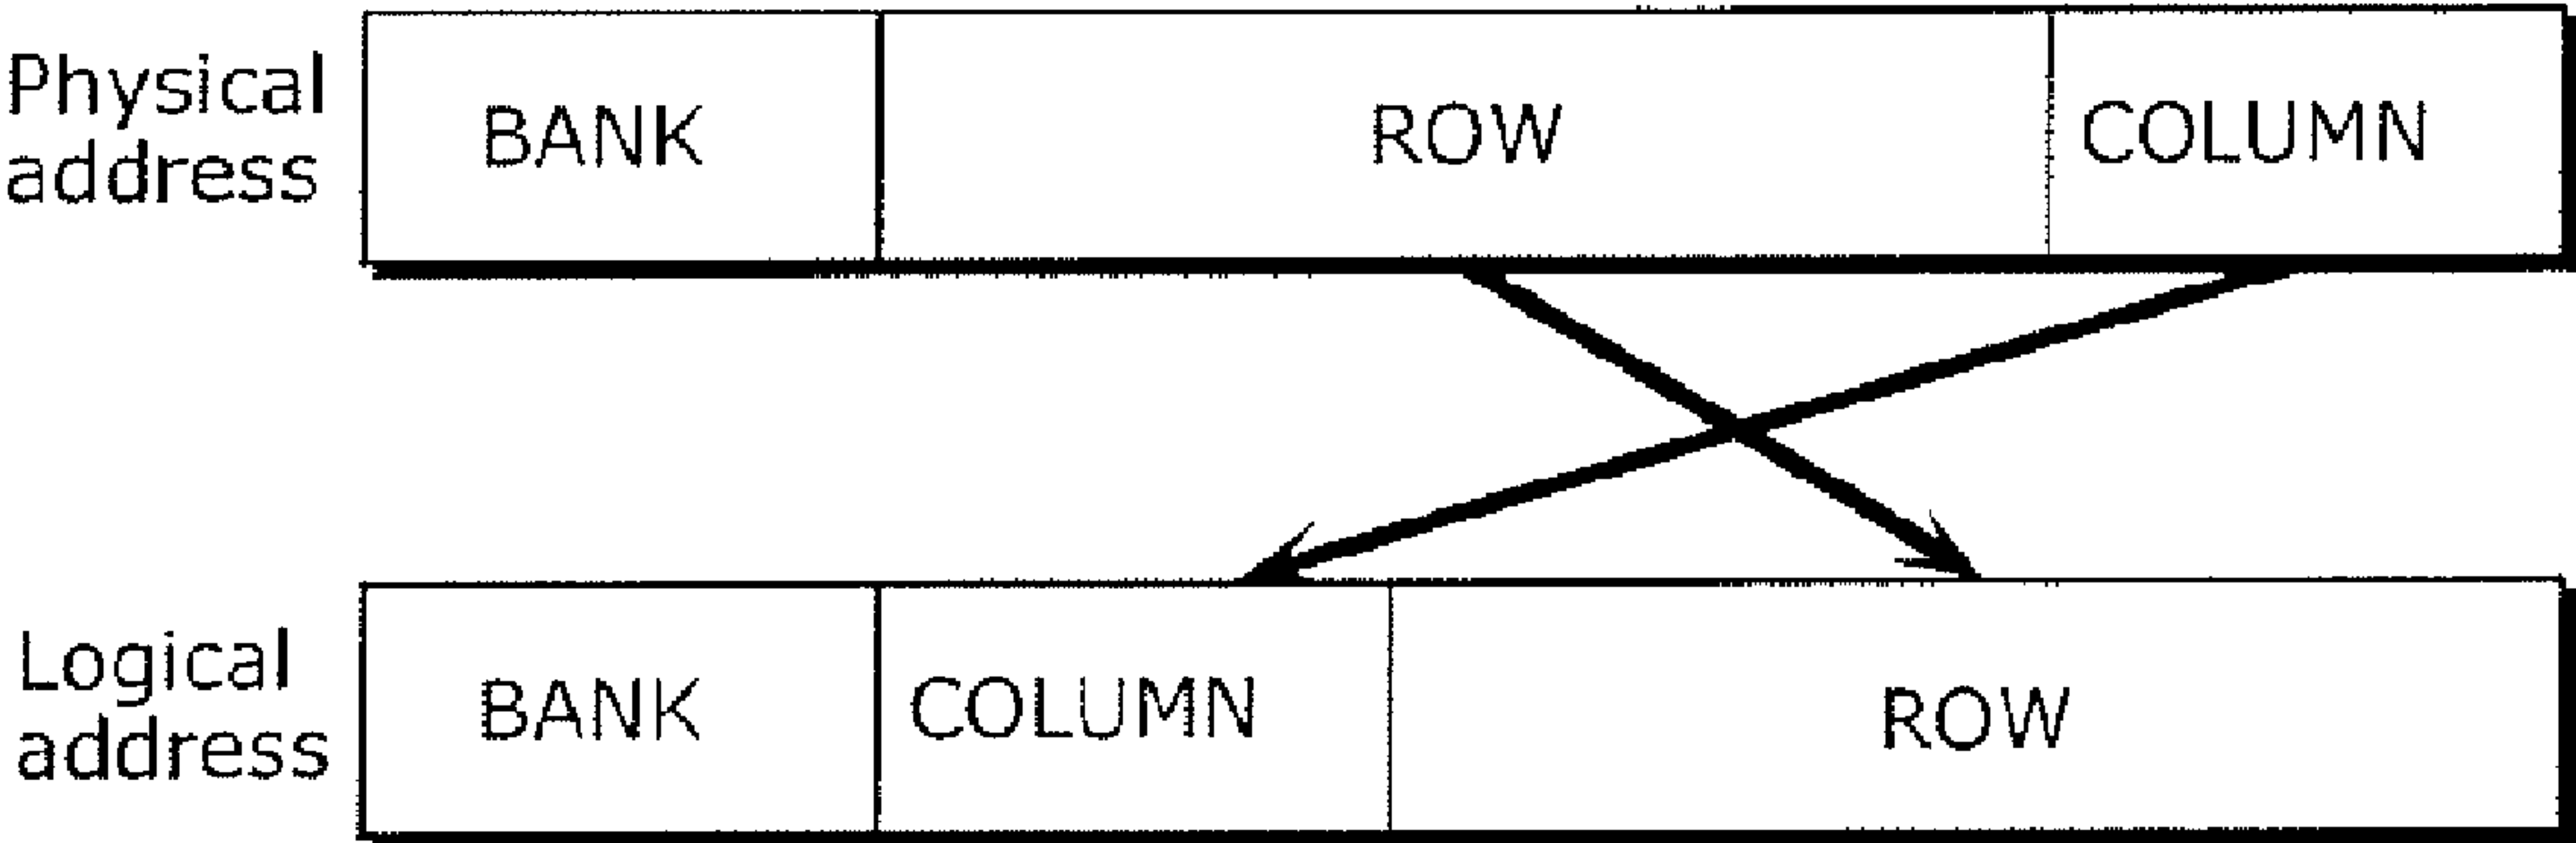 Physical
address
BANK ROW COLUMN
Logical
address
BANK COLUMN ROW